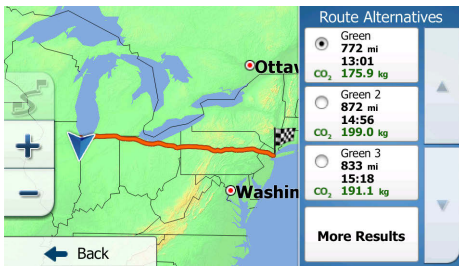 Route Alternatives
Green
772 mi
13:01
CO2 175.9 kg
Green 2
872 mi
14:56
CO2 199.0 kg
Green 3
833 mi
15:18
CO2 191.1 kg
More Results
Ottav
Washin
Back